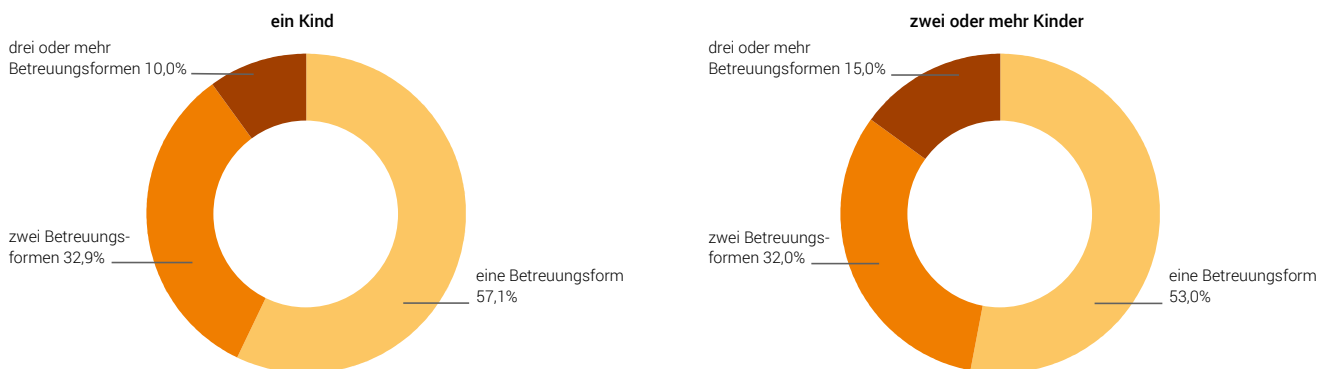 ein Kind
drei oder mehr
Betreuungsformen 10,0%
zwei Betreuungs-
formen 32,9%
eine Betreuungsform
57,1%
zwei oder mehr Kinder
drei oder mehr
Betreuungsformen 15,0%
zwei Betreuungs-
formen 32,0%
eine Betreuungsform
53,0%